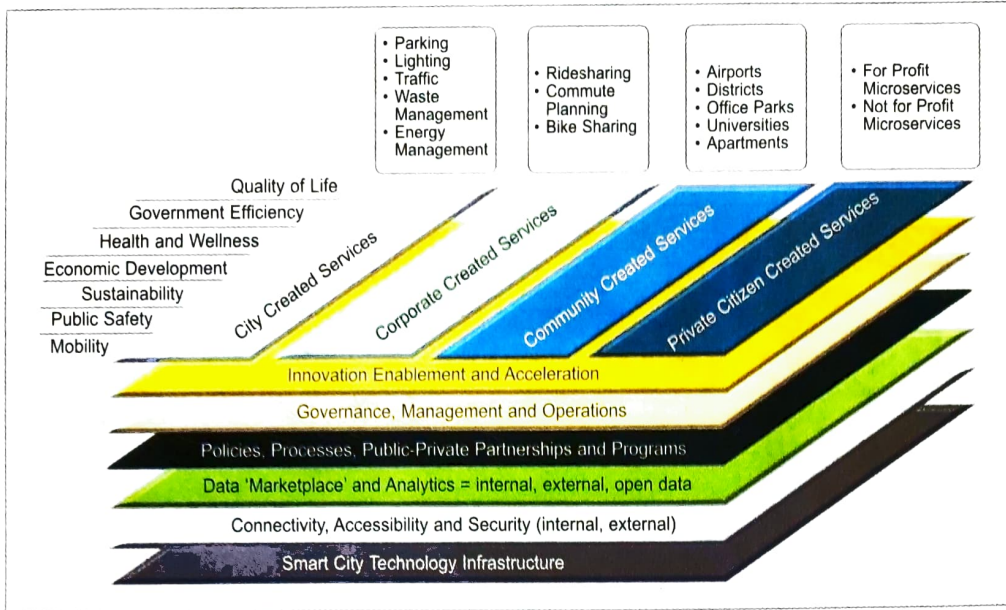 • Parking
• Lighting
• Traffic
• Waste
Management
• Energy
Management
• Ridesharing
• Commute
Planning
• Bike Sharing
• Airports
• Districts
• Office Parks
• Universities
• Apartments
• For Profit
Microservices
• Not for Profit
Microservices
Quality of Life
Government Efficiency
Health and Wellness
Economic Development
Sustainability
Public Safety
Mobility
City Created Services
Corporate Created Services
Community Created Services
Private Citizen Created Services
Innovation Enablement and Acceleration
Governance, Management and Operations
Policies, Processes, Public-Private Partnerships and Programs
Data 'Marketplace' and Analytics = internal, external, open data
Connectivity, Accessibility and Security (internal, external)
Smart City Technology Infrastructure